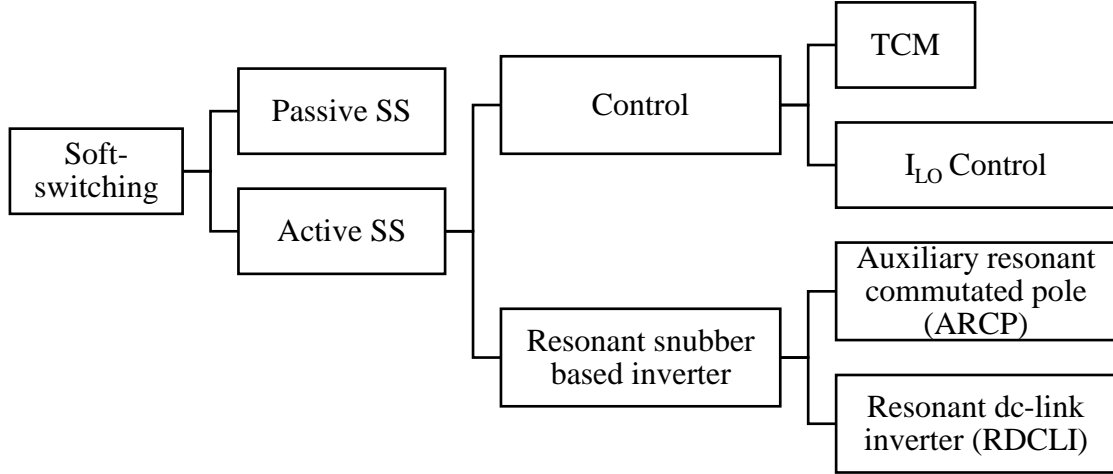 Soft-
switching
Passive SS
Active SS
Control
Resonant snubber
based inverter
TCM
I_LO Control
Auxiliary resonant
commutated pole
(ARCP)
Resonant dc-link
inverter (RDCLI)